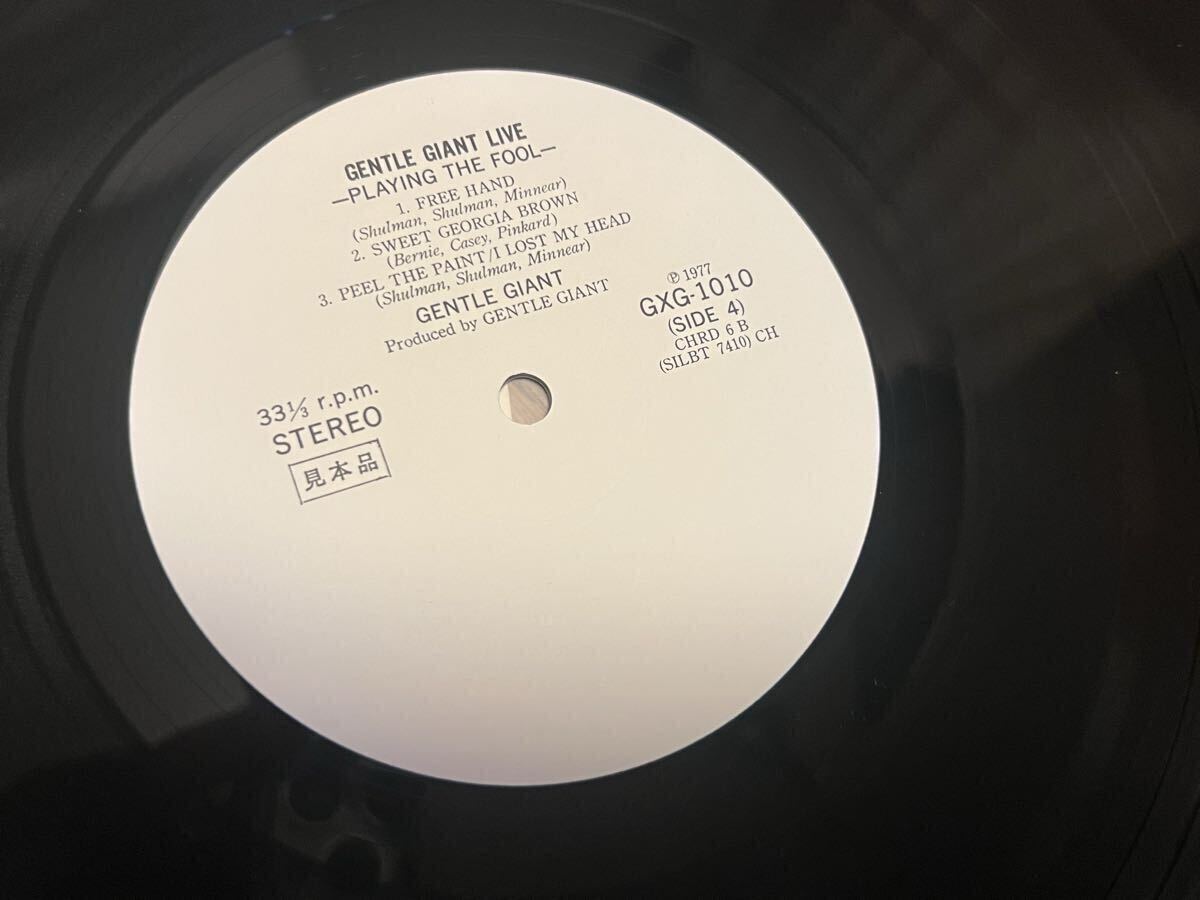 GENTLE GIANT LIVE
—PLAYING THE FOOL—
1. FREE HAND
(Shulman, Shulman, Minnear)
2. SWEET GEORGIA BROWN
(Bernie, Casey, Pinkard)
3. PEEL THE PAINT/I LOST MY HEAD
(Shulman, Shulman, Minnear)
GENTLE GIANT
Produced by GENTLE GIANT
℗ 1977
GXG-1010
(SIDE 4)
CHRD 6 B
(SILBT 7410) CH
33⅓ r.p.m.
STEREO
見本品